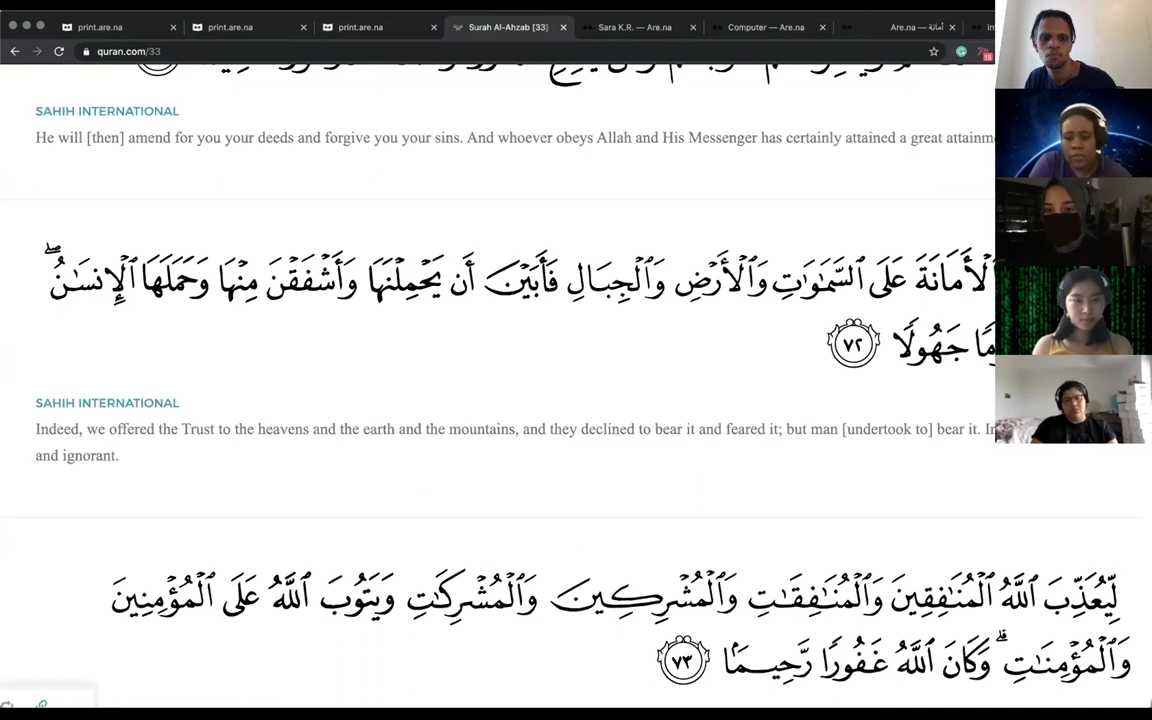 print.are.na
print.are.na
print.are.na
Surah Al-Ahzab [33]
Sara K.R. — Are.na
Computer — Are.na
أمانة — Are.na
in
quran.com/33
SAHIH INTERNATIONAL
He will [then] amend for you your deeds and forgive you your sins. And whoever obeys Allah and His Messenger has certainly attained a great
ٱلْأَمَانَةَ عَلَى ٱلسَّمَـٰوَٰتِ وَٱلْأَرْضِ وَٱلْجِبَالِ فَأَبَيْنَ أَن يَحْمِلْنَهَا وَأَشْفَقْنَ مِنْهَا وَحَمَلَهَا ٱلْإِنسَـٰنُ ۖ
جَهُولًا ٧٢
SAHIH INTERNATIONAL
Indeed, we offered the Trust to the heavens and the earth and the mountains, and they declined to bear it and feared it; but man [undertook to] bear it.
and ignorant.
لِّيُعَذِّبَ ٱللَّهُ ٱلْمُنَـٰفِقِينَ وَٱلْمُنَـٰفِقَـٰتِ وَٱلْمُشْرِكِينَ وَٱلْمُشْرِكَـٰتِ وَيَتُوبَ ٱللَّهُ عَلَى ٱلْمُؤْمِنِينَ
وَٱلْمُؤْمِنَـٰتِ ۗ وَكَانَ ٱللَّهُ غَفُورًا رَّحِيمًۢا ٧٣